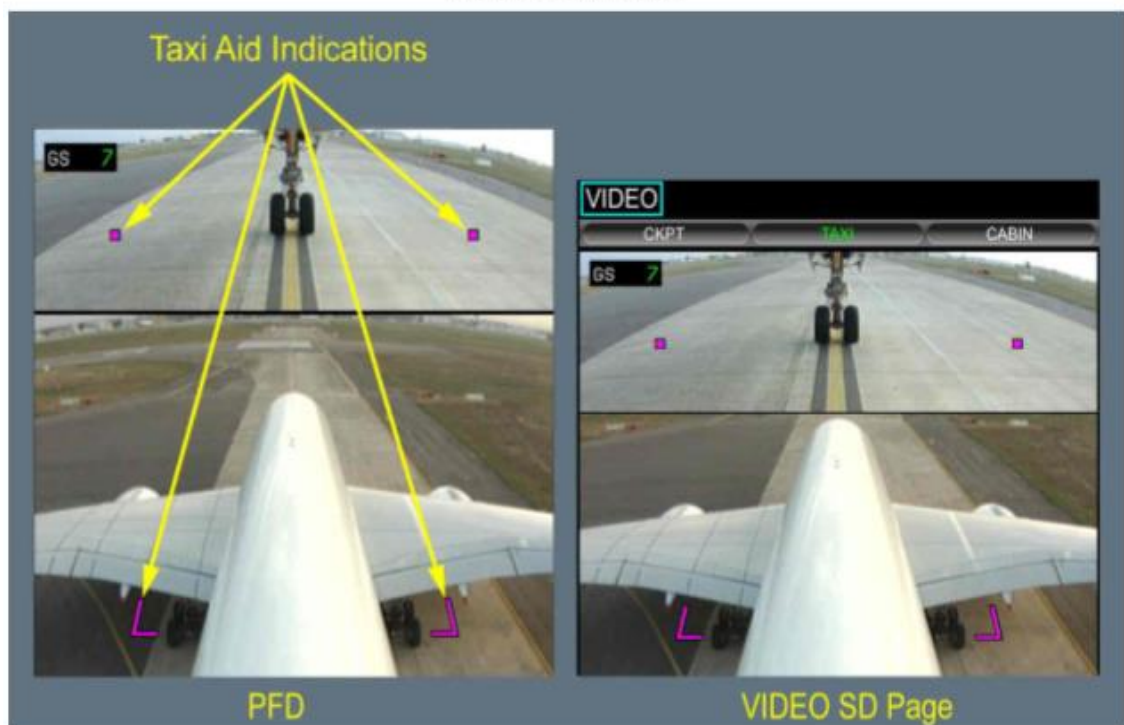 Taxi Aid Indications
GS 7
VIDEO
CKPT TAXI CABIN
GS 7
PFD
VIDEO SD Page